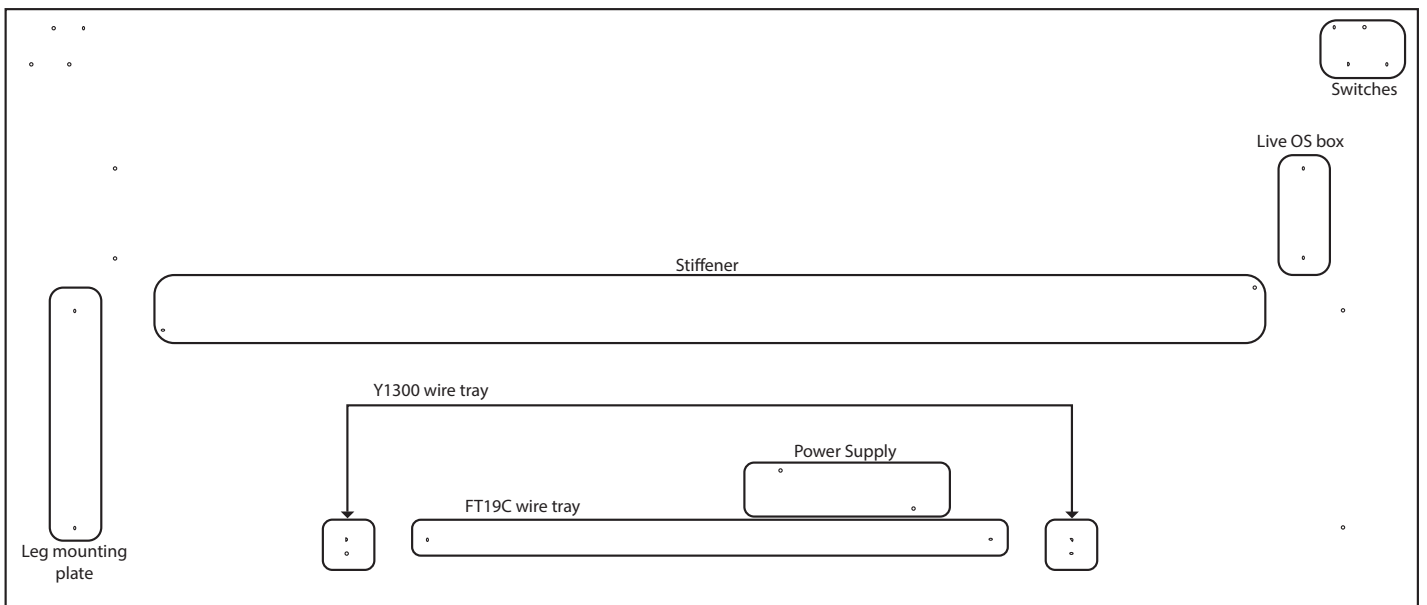 Switches
Live OS box
Stiffener
Y1300 wire tray
Power Supply
FT19C wire tray
Leg mounting
plate